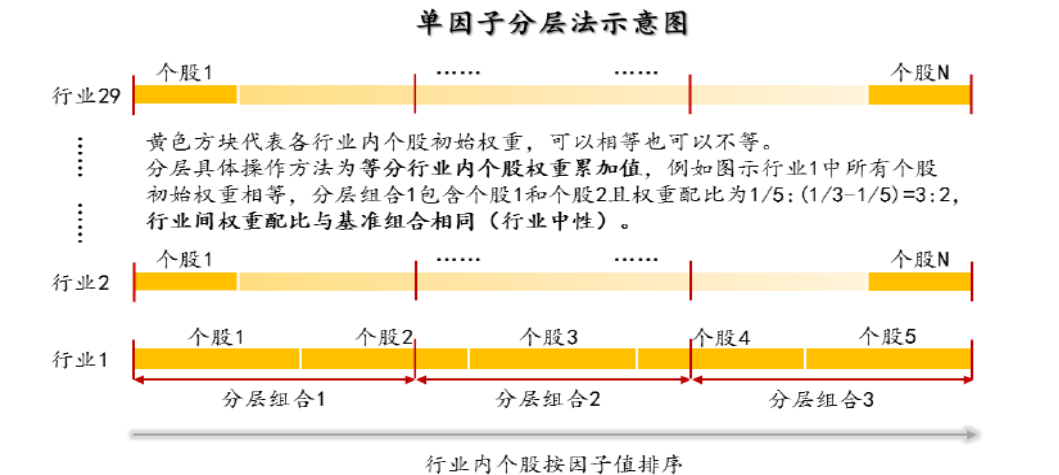 单因子分层法示意图
个股1 …… …… 个股N
行业29
黄色方块代表各行业内个股初始权重，可以相等也可以不等。
分层具体操作方法为等分行业内个股权重累加值，例如图示行业1中所有个股
初始权重相等，分层组合1包含个股1和个股2且权重配比为1/5:(1/3-1/5)=3:2，
行业间权重配比与基准组合相同（行业中性）。
……
……
个股1 …… …… 个股N
行业2
个股1 个股2 个股3 个股4 个股5
行业1
分层组合1 分层组合2 分层组合3
行业内个股按因子值排序